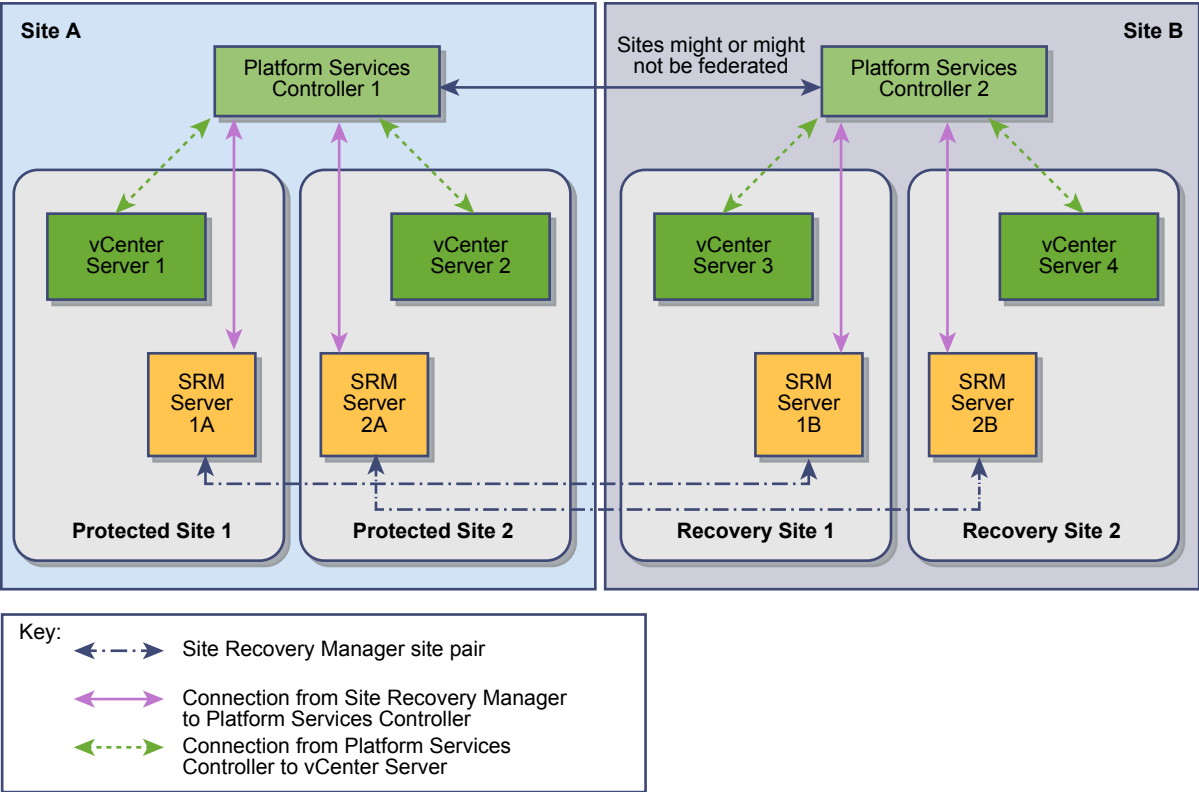 Site A
Site B
Sites might or might
not be federated
Platform Services
Controller 1
Platform Services
Controller 2
vCenter
Server 1
vCenter
Server 2
vCenter
Server 3
vCenter
Server 4
SRM
Server
1A
SRM
Server
2A
SRM
Server
1B
SRM
Server
2B
Protected Site 1
Protected Site 2
Recovery Site 1
Recovery Site 2
Key:
Site Recovery Manager site pair
Connection from Site Recovery Manager
to Platform Services Controller
Connection from Platform Services
Controller to vCenter Server